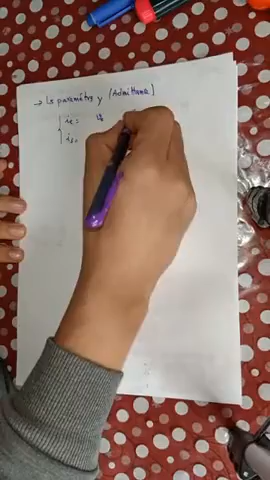 → Les paramètres y (Admittance)
i₁ =
i₂ =